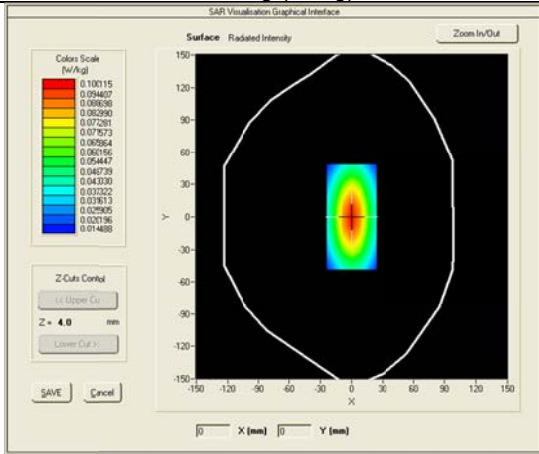 SAR Visualisation Graphical Interface
Surface Radiated Intensity
Zoom In/Out
Colors Scale
(W/kg)
0.100115
0.094407
0.088698
0.082990
0.077281
0.071573
0.065864
0.060156
0.054447
0.048739
0.043030
0.037322
0.031613
0.025905
0.020196
0.014488
Z-Cuts Control
<< Upper Cu
Z = 4.0 mm
Lower Cut >>
SAVE Cancel
150
120
90
60
30
0
-30
-60
-90
-120
-150
Y
-150 -120 -90 -60 -30 0 30 60 90 120 150
X
0 X (mm) 0 Y (mm)